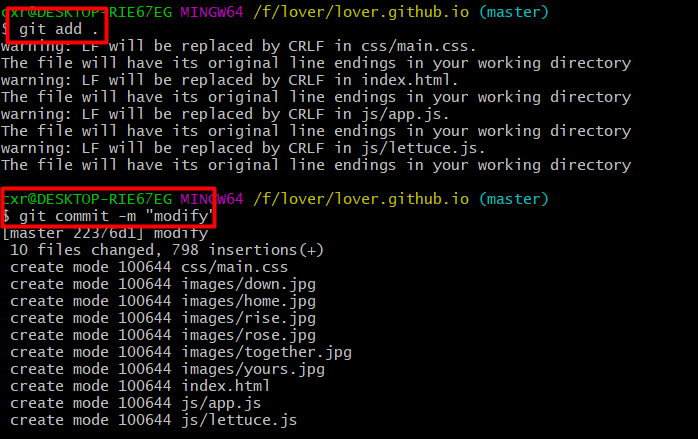 cxr@DESKTOP-RIE67EG MINGW64 /f/lover/lover.github.io (master)
$ git add .
warning: LF will be replaced by CRLF in css/main.css.
The file will have its original line endings in your working directory
warning: LF will be replaced by CRLF in index.html.
The file will have its original line endings in your working directory
warning: LF will be replaced by CRLF in js/app.js.
The file will have its original line endings in your working directory
warning: LF will be replaced by CRLF in js/lettuce.js.
The file will have its original line endings in your working directory
cxr@DESKTOP-RIE67EG MINGW64 /f/lover/lover.github.io (master)
$ git commit -m "modify"
[master 22376d1] modify
10 files changed, 798 insertions(+)
create mode 100644 css/main.css
create mode 100644 images/down.jpg
create mode 100644 images/home.jpg
create mode 100644 images/rise.jpg
create mode 100644 images/rose.jpg
create mode 100644 images/together.jpg
create mode 100644 images/yours.jpg
create mode 100644 index.html
create mode 100644 js/app.js
create mode 100644 js/lettuce.js